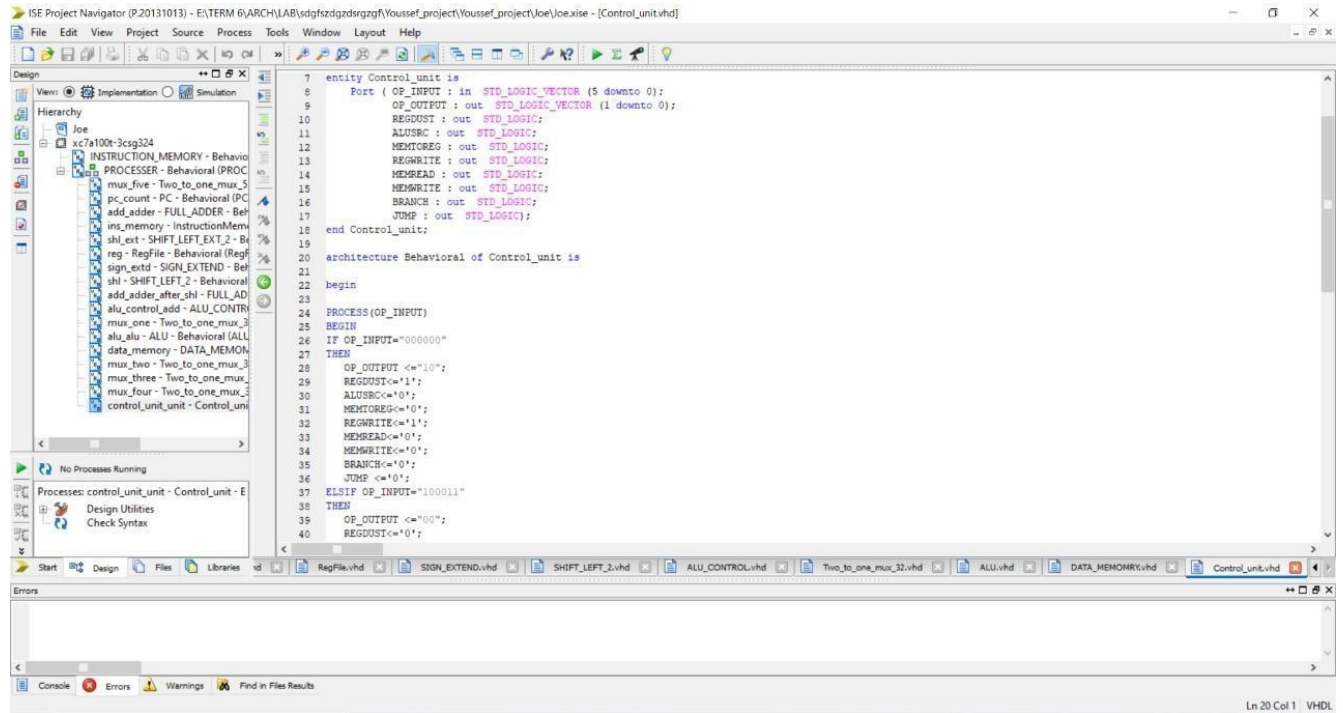 ISE Project Navigator (P.20131013) - E:\TERM 6\ARCH\LAB\sdgfszdgzdsrgzgf\Youssef_project\Youssef_project\Joe\Joe.xise - [Control_unit.vhd]
File Edit View Project Source Process Tools Window Layout Help
Design
View: Implementation Simulation
Hierarchy
Joe
xc7a100t-3csg324
INSTRUCTION_MEMORY - Behavio
PROCESSER - Behavioral (PROC
mux_five - Two_to_one_mux_5
pc_count - PC - Behavioral (PC
add_adder - FULL_ADDER - Beh
ins_memory - InstructionMem
shl_ext - SHIFT_LEFT_EXT_2 - Be
reg - RegFile - Behavioral (RegF
sign_extd - SIGN_EXTEND - Beh
shl - SHIFT_LEFT_2 - Behavioral
add_adder_after_shl - FULL_AD
alu_control_add - ALU_CONTR
mux_one - Two_to_one_mux_3
alu_alu - ALU - Behavioral (ALU
data_memory - DATA_MEMOM
mux_two - Two_to_one_mux_3
mux_three - Two_to_one_mux_
mux_four - Two_to_one_mux_3
control_unit_unit - Control_uni
No Processes Running
Processes: control_unit_unit - Control_unit - E
Design Utilities
Check Syntax
7 entity Control_unit is
8 Port ( OP_INPUT : in STD_LOGIC_VECTOR (5 downto 0);
9 OP_OUTPUT : out STD_LOGIC_VECTOR (1 downto 0);
10 REGDUST : out STD_LOGIC;
11 ALUSRC : out STD_LOGIC;
12 MEMTOREG : out STD_LOGIC;
13 REGWRITE : out STD_LOGIC;
14 MEMREAD : out STD_LOGIC;
15 MEMWRITE : out STD_LOGIC;
16 BRANCH : out STD_LOGIC;
17 JUMP : out STD_LOGIC);
18 end Control_unit;
19
20 architecture Behavioral of Control_unit is
21
22 begin
23
24 PROCESS(OP_INPUT)
25 BEGIN
26 IF OP_INPUT="000000"
27 THEN
28 OP_OUTPUT <="10";
29 REGDUST<='1';
30 ALUSRC<='0';
31 MEMTOREG<='0';
32 REGWRITE<='1';
33 MEMREAD<='0';
34 MEMWRITE<='0';
35 BRANCH<='0';
36 JUMP <='0';
37 ELSIF OP_INPUT="100011"
38 THEN
39 OP_OUTPUT <="00";
40 REGDUST<='0';
Start Design Files Libraries
hd RegFile.vhd SIGN_EXTEND.vhd SHIFT_LEFT_2.vhd ALU_CONTROL.vhd Two_to_one_mux_32.vhd ALU.vhd DATA_MEMOMRY.vhd Control_unit.vhd
Errors
Console Errors Warnings Find in Files Results
Ln 20 Col 1 VHDL